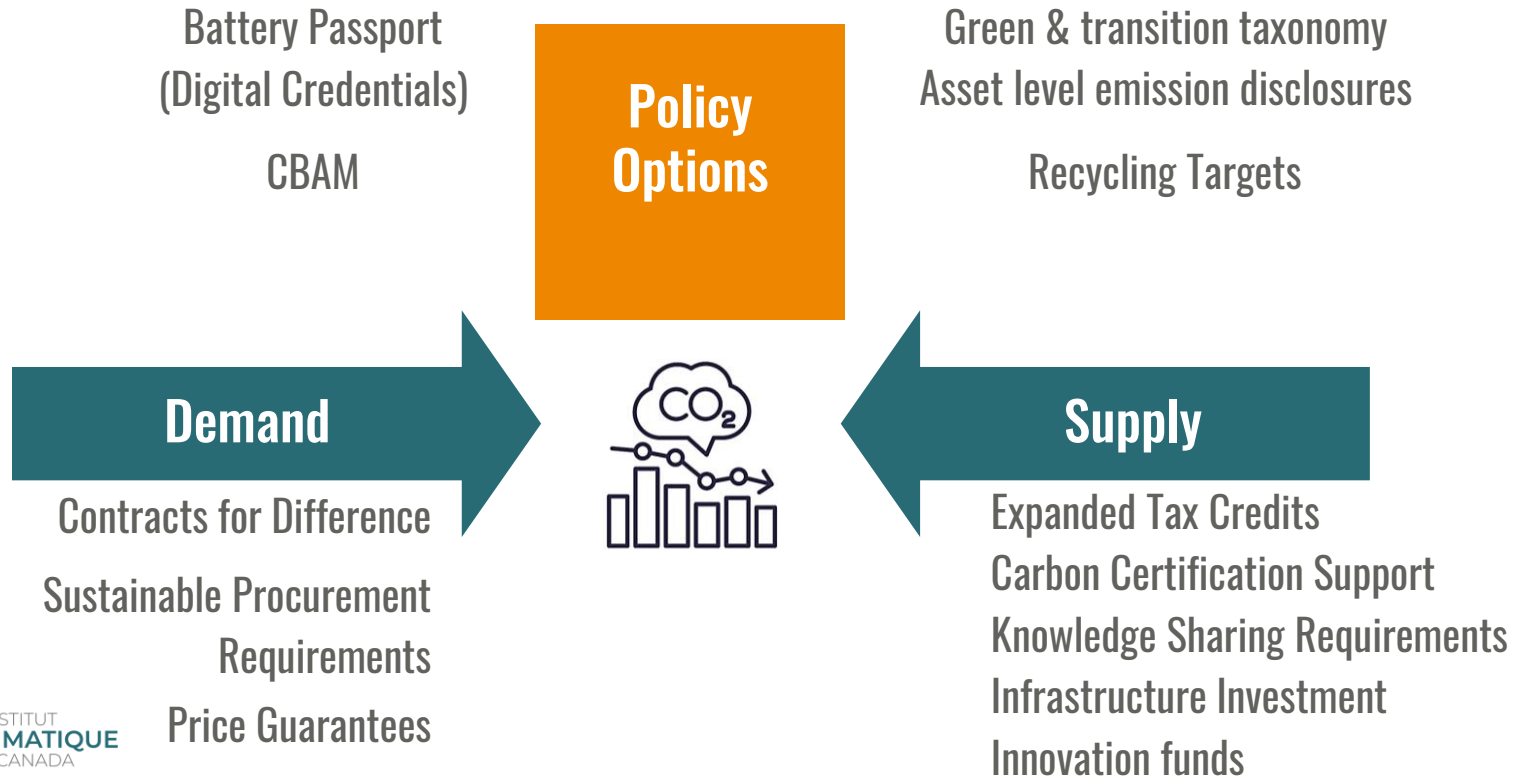 Battery Passport
(Digital Credentials)
CBAM
Policy
Options
Green & transition taxonomy
Asset level emission disclosures
Recycling Targets
Demand
CO₂
Supply
Contracts for Difference
Sustainable Procurement
Requirements
Price Guarantees
Expanded Tax Credits
Carbon Certification Support
Knowledge Sharing Requirements
Infrastructure Investment
Innovation funds
STITUT
MATIQUE
CANADA